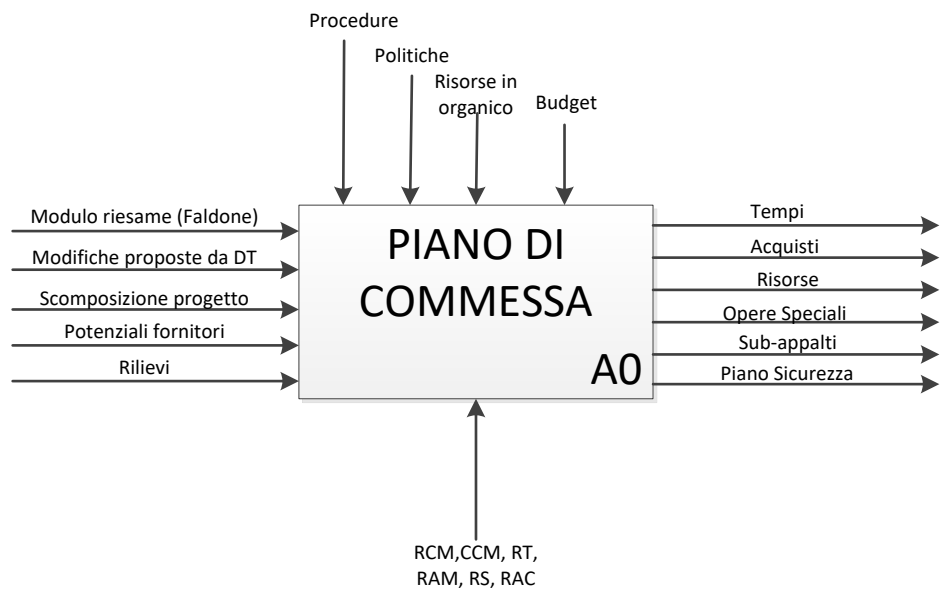 Procedure
Politiche
Risorse in
organico
Budget
Modulo riesame (Faldone)
Modifiche proposte da DT
Scomposizione progetto
Potenziali fornitori
Rilievi
PIANO DI
COMMESSA
A0
Tempi
Acquisti
Risorse
Opere Speciali
Sub-appalti
Piano Sicurezza
RCM,CCM, RT,
RAM, RS, RAC